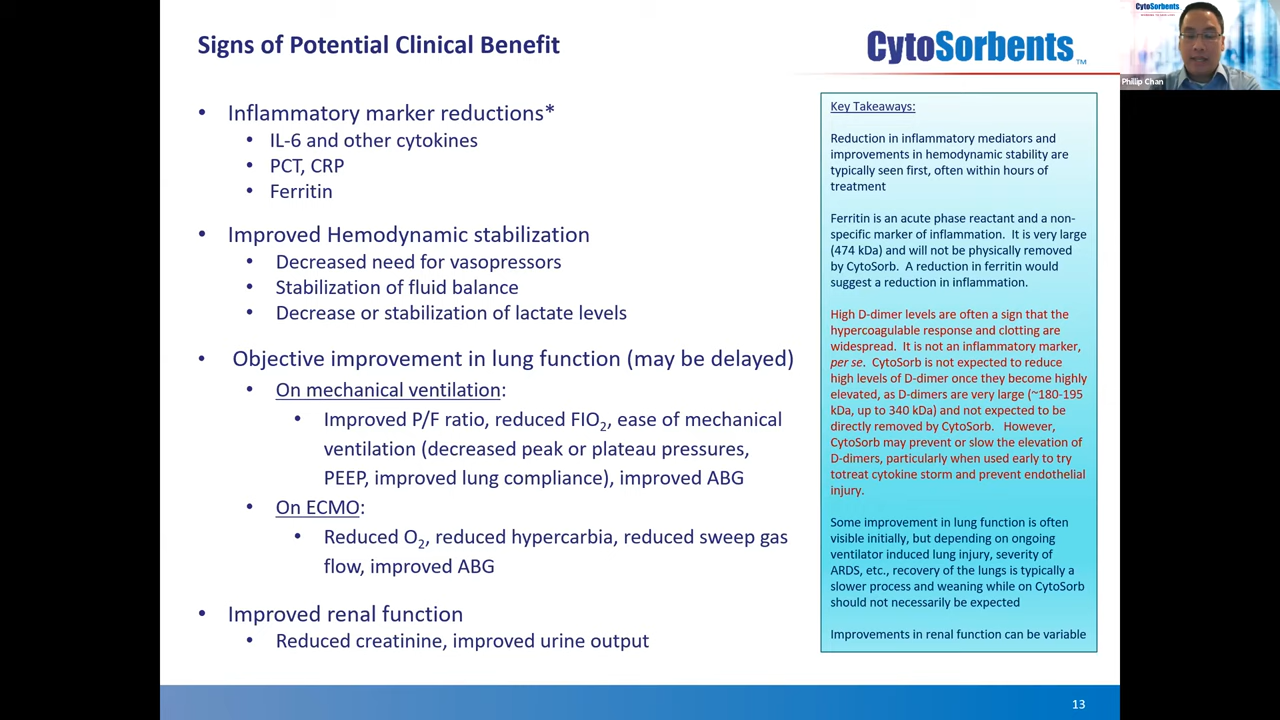 Signs of Potential Clinical Benefit
CytoSorbents™
• Inflammatory marker reductions*
• IL-6 and other cytokines
• PCT, CRP
• Ferritin
• Improved Hemodynamic stabilization
• Decreased need for vasopressors
• Stabilization of fluid balance
• Decrease or stabilization of lactate levels
• Objective improvement in lung function (may be delayed)
• On mechanical ventilation:
• Improved P/F ratio, reduced FIO₂, ease of mechanical
ventilation (decreased peak or plateau pressures,
PEEP, improved lung compliance), improved ABG
• On ECMO:
• Reduced O₂, reduced hypercarbia, reduced sweep gas
flow, improved ABG
• Improved renal function
• Reduced creatinine, improved urine output
Key Takeaways:
Reduction in inflammatory mediators and
improvements in hemodynamic stability are
typically seen first, often within hours of
treatment
Ferritin is an acute phase reactant and a non-
specific marker of inflammation. It is very large
(474 kDa) and will not be physically removed
by CytoSorb. A reduction in ferritin would
suggest a reduction in inflammation.
High D-dimer levels are often a sign that the
hypercoagulable response and clotting are
widespread. It is not an inflammatory marker,
per se. CytoSorb is not expected to reduce
high levels of D-dimer once they become highly
elevated, as D-dimers are very large (~180-195
kDa, up to 340 kDa) and not expected to be
directly removed by CytoSorb. However,
CytoSorb may prevent or slow the elevation of
D-dimers, particularly when used early to try
totreat cytokine storm and prevent endothelial
injury.
Some improvement in lung function is often
visible initially, but depending on ongoing
ventilator induced lung injury, severity of
ARDS, etc., recovery of the lungs is typically a
slower process and weaning while on CytoSorb
should not necessarily be expected
Improvements in renal function can be variable
13
CytoSorbents
Philip Chan